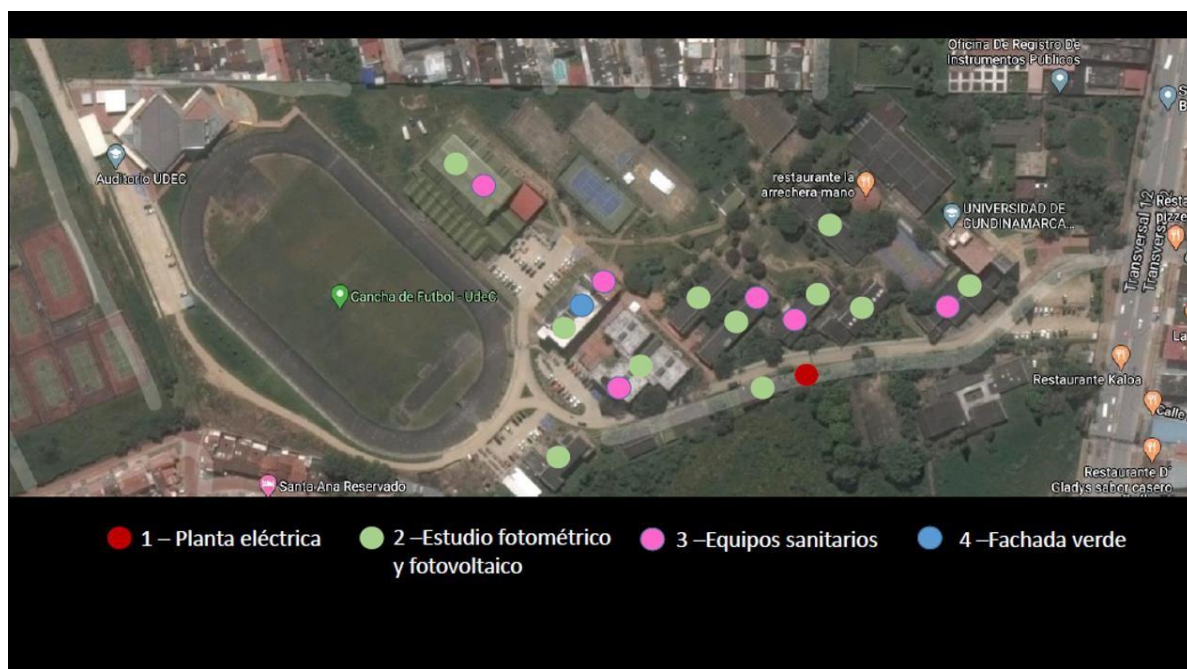 Oficina De Registro De
Instrumentos Públicos
Auditorio UDEC
restaurante la
arrechera mano
UNIVERSIDAD DE
CUNDINAMARCA...
Transversal 12
Cancha de Futbol - UdeC
Restaurante Kaloa
Calle
Restaurante D'
Gladys sabor casero
Santa Ana Reservado
1 – Planta eléctrica
2 –Estudio fotométrico
y fotovoltaico
3 –Equipos sanitarios
4 –Fachada verde